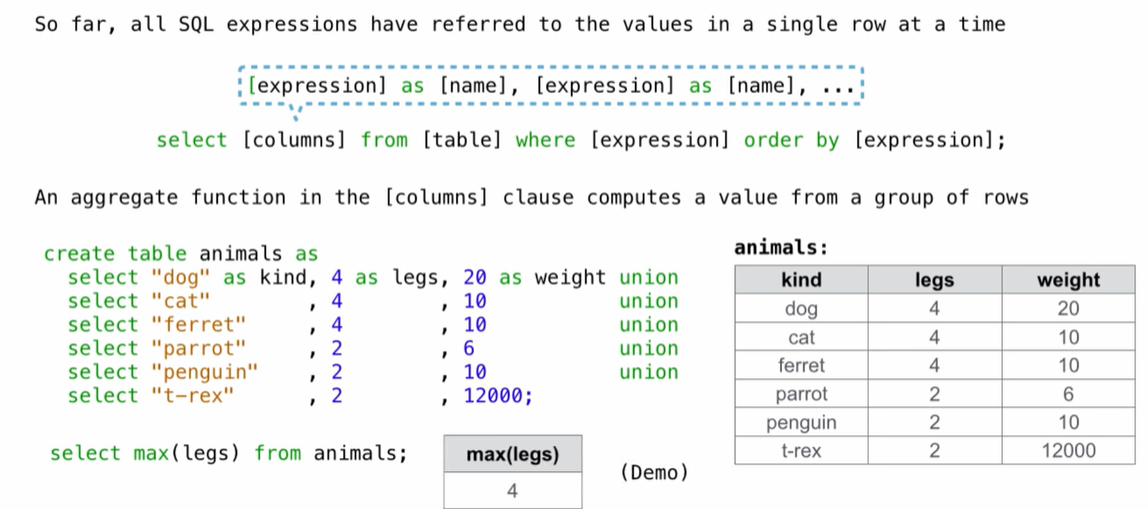 So far, all SQL expressions have referred to the values in a single row at a time
[expression] as [name], [expression] as [name], ...
select [columns] from [table] where [expression] order by [expression];
An aggregate function in the [columns] clause computes a value from a group of rows
create table animals as
select "dog" as kind, 4 as legs, 20 as weight union
select "cat" , 4 , 10 union
select "ferret" , 4 , 10 union
select "parrot" , 2 , 6 union
select "penguin" , 2 , 10 union
select "t-rex" , 2 , 12000;
animals:
kind legs weight
dog 4 20
cat 4 10
ferret 4 10
parrot 2 6
penguin 2 10
t-rex 2 12000
select max(legs) from animals;
max(legs)
4
(Demo)